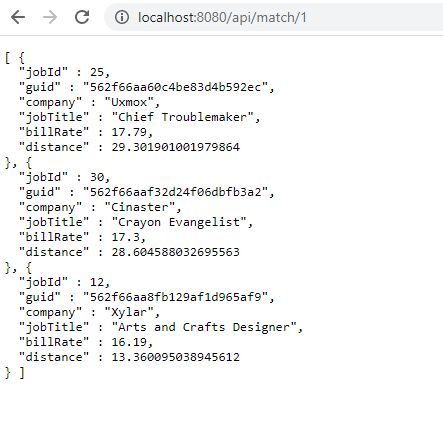 localhost:8080/api/match/1
[ {
  "jobId" : 25,
  "guid" : "562f66aa60c4be83d4b592ec",
  "company" : "Uxmox",
  "jobTitle" : "Chief Troublemaker",
  "billRate" : 17.79,
  "distance" : 29.301901001979864
}, {
  "jobId" : 30,
  "guid" : "562f66aaf32d24f06dbfb3a2",
  "company" : "Cinaster",
  "jobTitle" : "Crayon Evangelist",
  "billRate" : 17.3,
  "distance" : 28.604588032695563
}, {
  "jobId" : 12,
  "guid" : "562f66aa8fb129af1d965af9",
  "company" : "Xylar",
  "jobTitle" : "Arts and Crafts Designer",
  "billRate" : 16.19,
  "distance" : 13.360095038945612
} ]